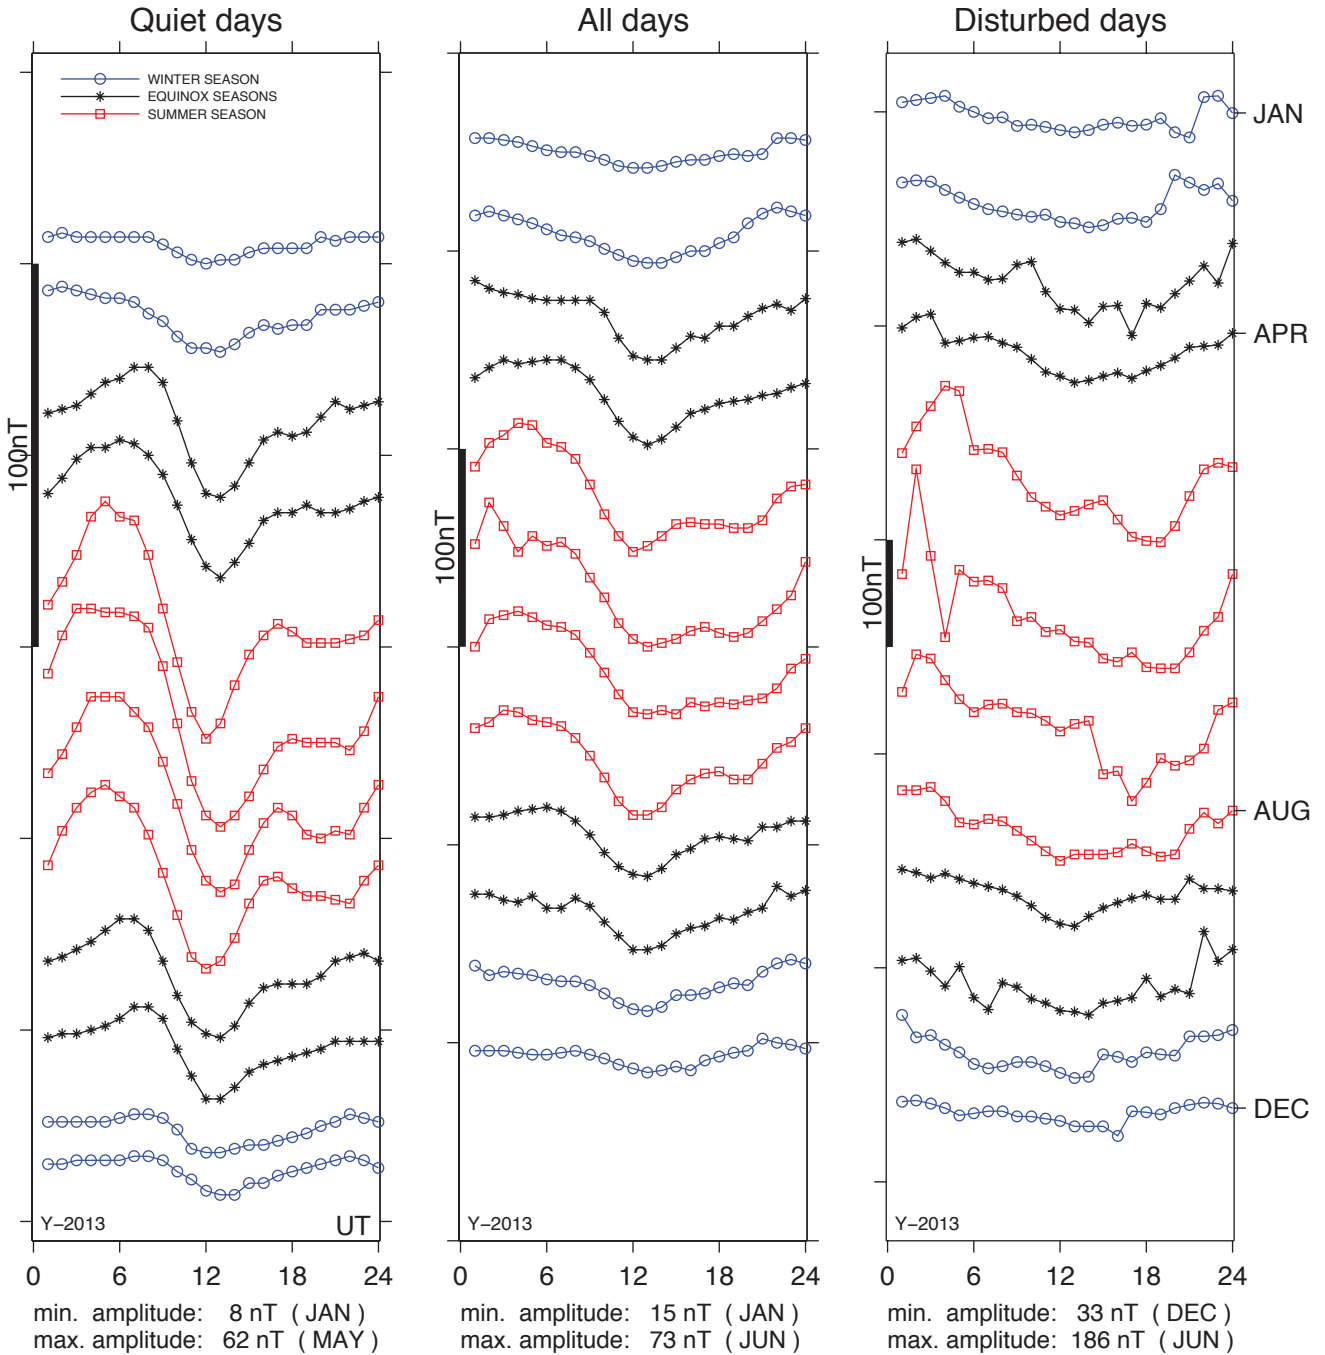 Quiet days
All days
Disturbed days
WINTER SEASON
EQUINOX SEASONS
SUMMER SEASON
JAN
APR
100nT
100nT
100nT
AUG
DEC
Y−2013
UT
Y−2013
Y−2013
0 6 12 18 24
0 6 12 18 24
0 6 12 18 24
min. amplitude: 8 nT ( JAN )
max. amplitude: 62 nT ( MAY )
min. amplitude: 15 nT ( JAN )
max. amplitude: 73 nT ( JUN )
min. amplitude: 33 nT ( DEC )
max. amplitude: 186 nT ( JUN )